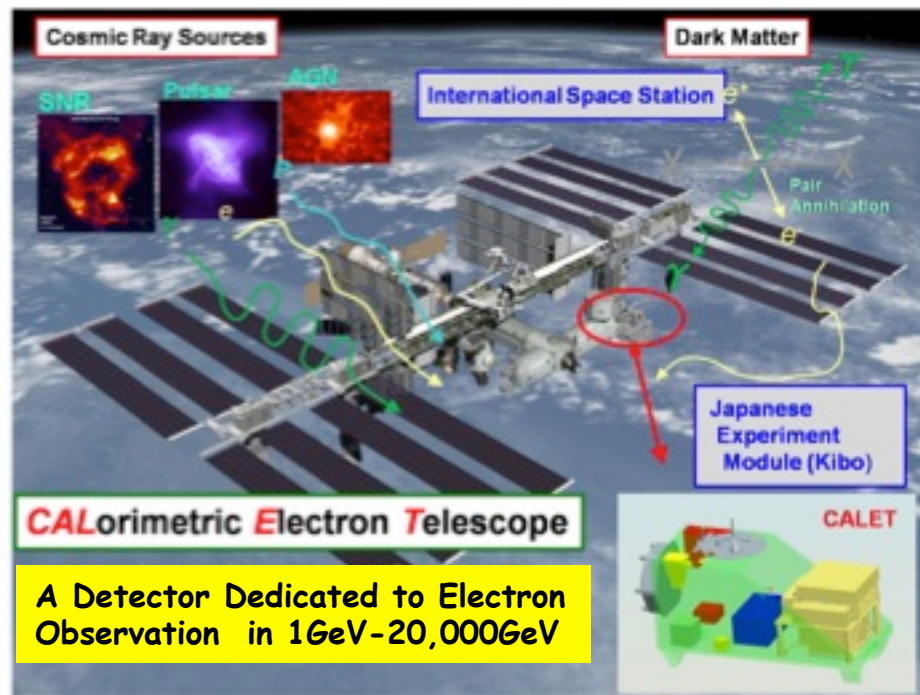 Cosmic Ray Sources
Dark Matter
SNR
Pulsar
AGN
International Space Station
e⁺
γ
P
e
γ
Pair
Annihilation
e
γ
Japanese
Experiment
Module (Kibo)
CALorimetric Electron Telescope
CALET
A Detector Dedicated to Electron
Observation in 1GeV-20,000GeV